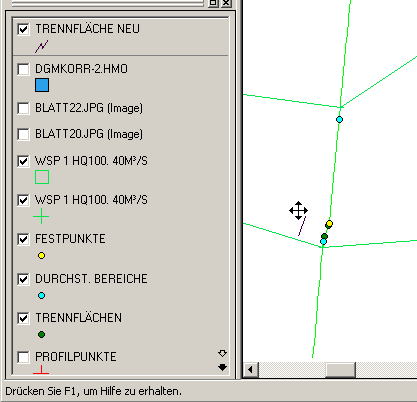 TRENNFLÄCHE NEU
DGMKORR-2.HMO
BLATT22.JPG (Image)
BLATT20.JPG (Image)
WSP 1 HQ100. 40M³/S
WSP 1 HQ100. 40M³/S
FESTPUNKTE
DURCHST. BEREICHE
TRENNFLÄCHEN
PROFILPUNKTE
Drücken Sie F1, um Hilfe zu erhalten.